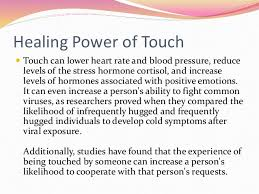 Healing Power of Touch
• Touch can lower heart rate and blood pressure, reduce
levels of the stress hormone cortisol, and increase
levels of hormones associated with positive emotions.
It can even increase a person's ability to fight common
viruses, as researchers proved when they compared the
likelihood of infrequently hugged and frequently
hugged individuals to develop cold symptoms after
viral exposure.
Additionally, studies have found that the experience of
being touched by someone can increase a person's
likelihood to cooperate with that person's requests.